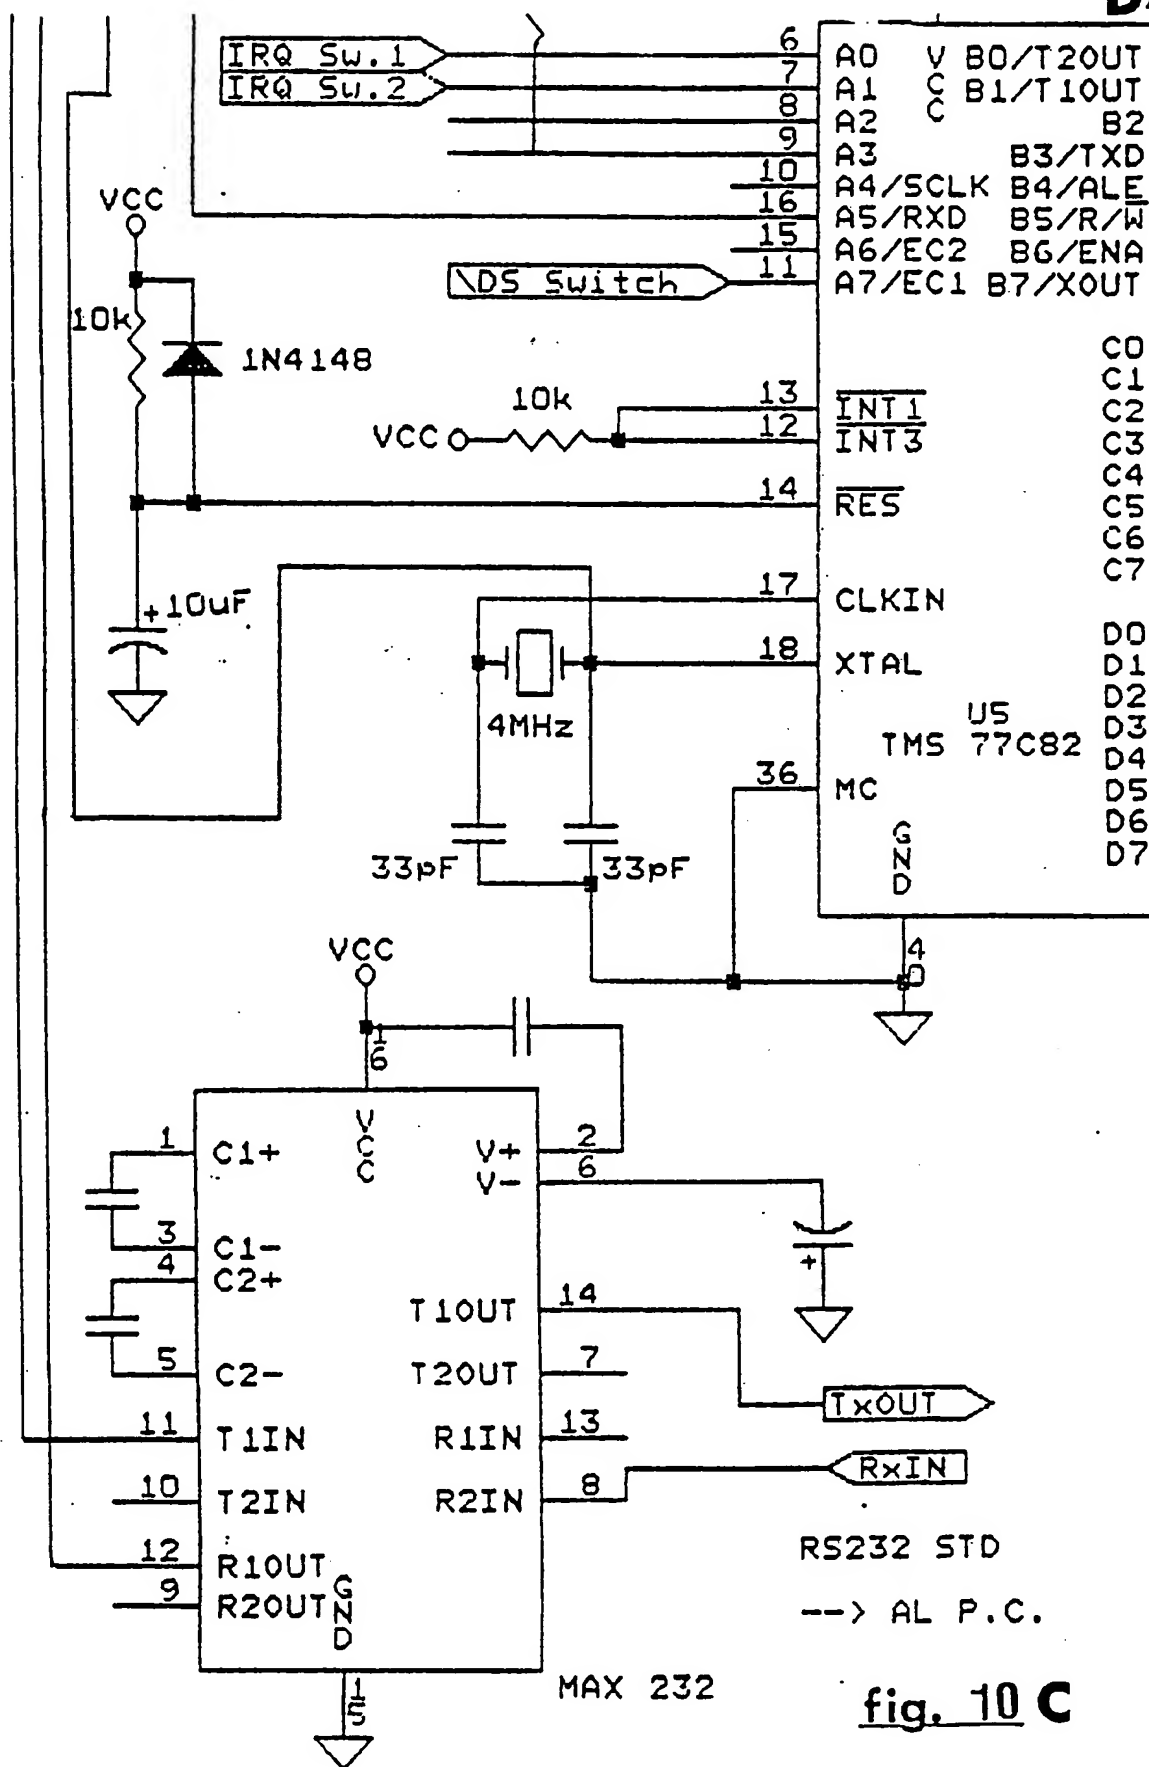 IRQ Sw.1
IRQ Sw.2
\DS Switch
6 A0
7 A1
8 A2
9 A3
10 A4/SCLK
16 A5/RXD
15 A6/EC2
11 A7/EC1
VCC
B0/T2OUT
B1/T1OUT
B2
B3/TXD
B4/ALE
B5/R/W
B6/ENA
B7/XOUT
VCC
10k
1N4148
10k
VCC
13 INT1
12 INT3
14 RES
C0
C1
C2
C3
C4
C5
C6
C7
+
10uF
17 CLKIN
18 XTAL
4MHz
U5
TMS 77C82
36 MC
D0
D1
D2
D3
D4
D5
D6
D7
33pF
33pF
GND
40
VCC
16
VCC
1 C1+
3 C1-
4 C2+
5 C2-
11 T1IN
10 T2IN
12 R1OUT
9 R2OUT
V+ 2
V- 6
T1OUT 14
T2OUT 7
R1IN 13
R2IN 8
GND
15
+
TxOUT
RxIN
RS232 STD
--> AL P.C.
MAX 232
fig. 10 C